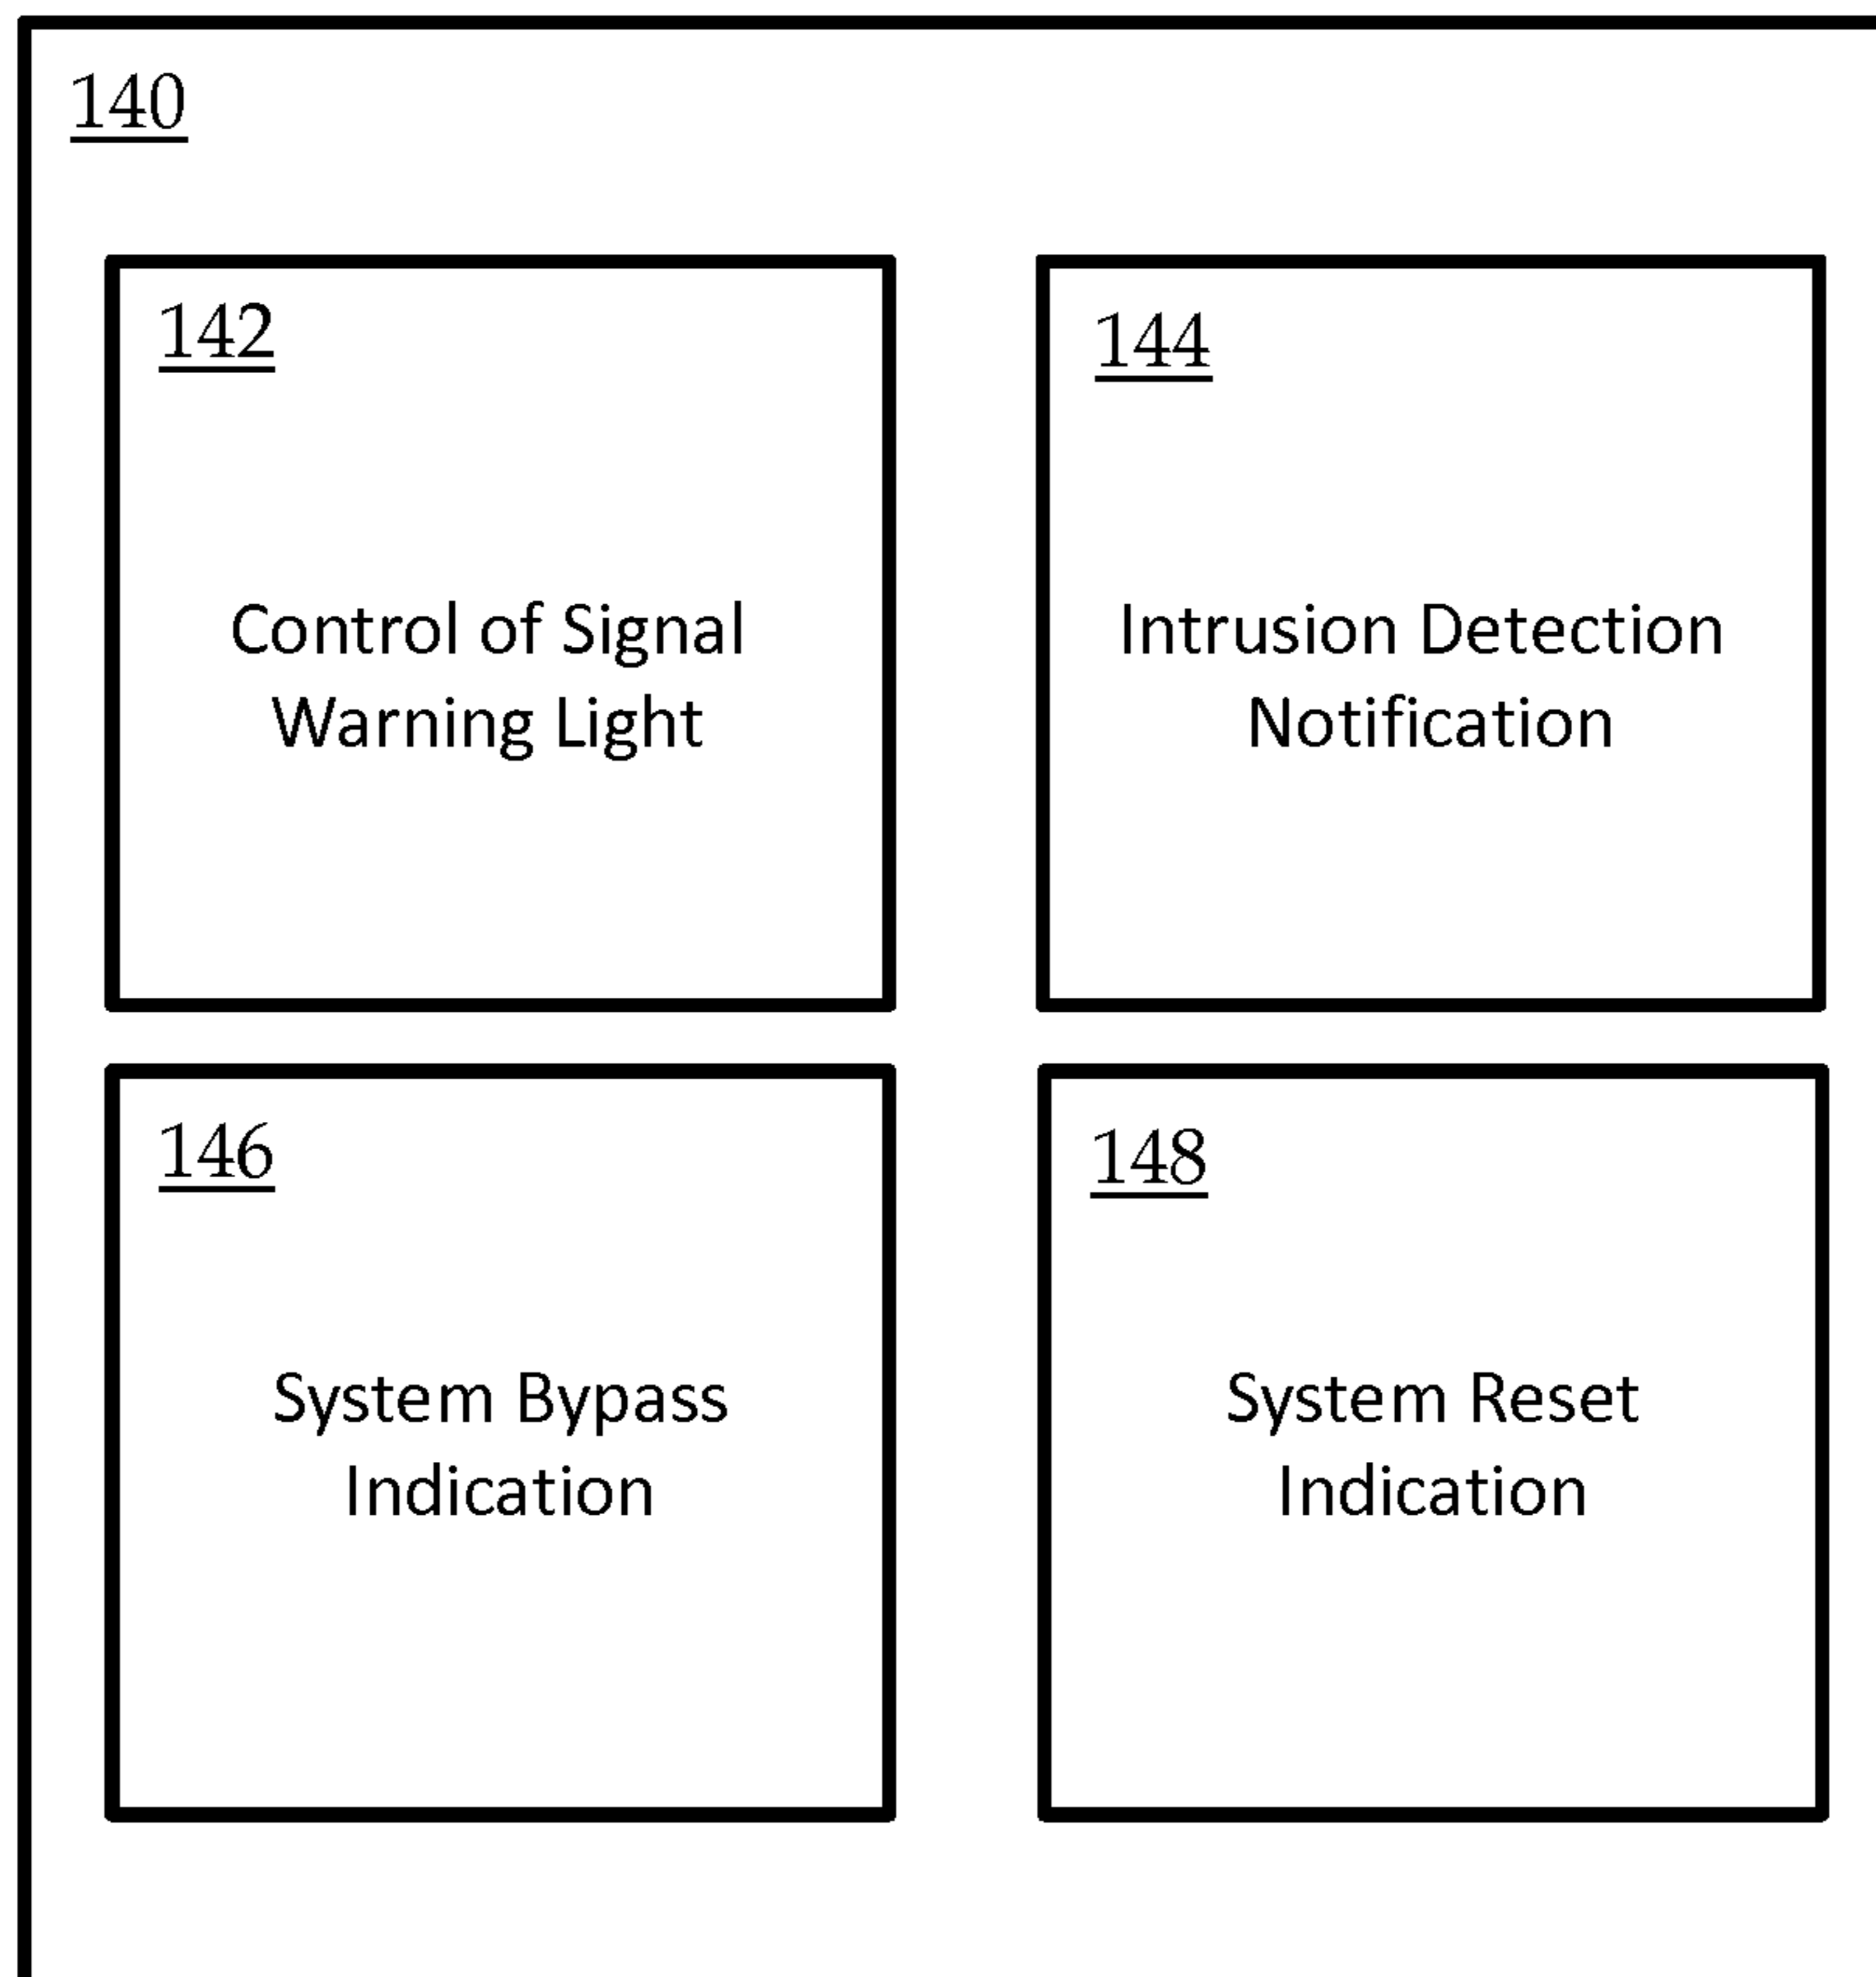 140
142
Control of Signal
Warning Light
144
Intrusion Detection
Notification
146
System Bypass
Indication
148
System Reset
Indication